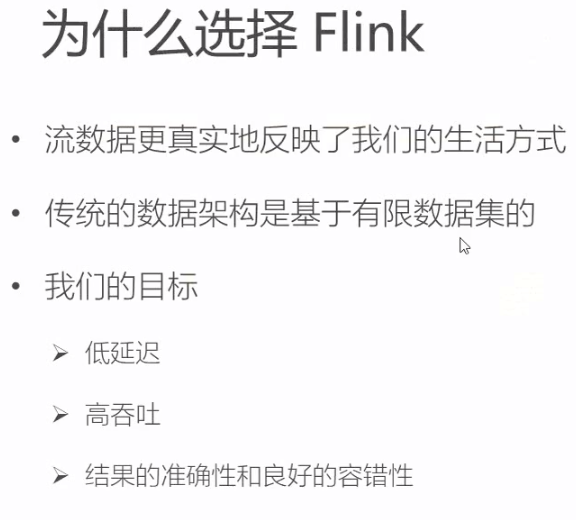 为什么选择 Flink
• 流数据更真实地反映了我们的生活方式
• 传统的数据架构是基于有限数据集的
• 我们的目标
➢ 低延迟
➢ 高吞吐
➢ 结果的准确性和良好的容错性